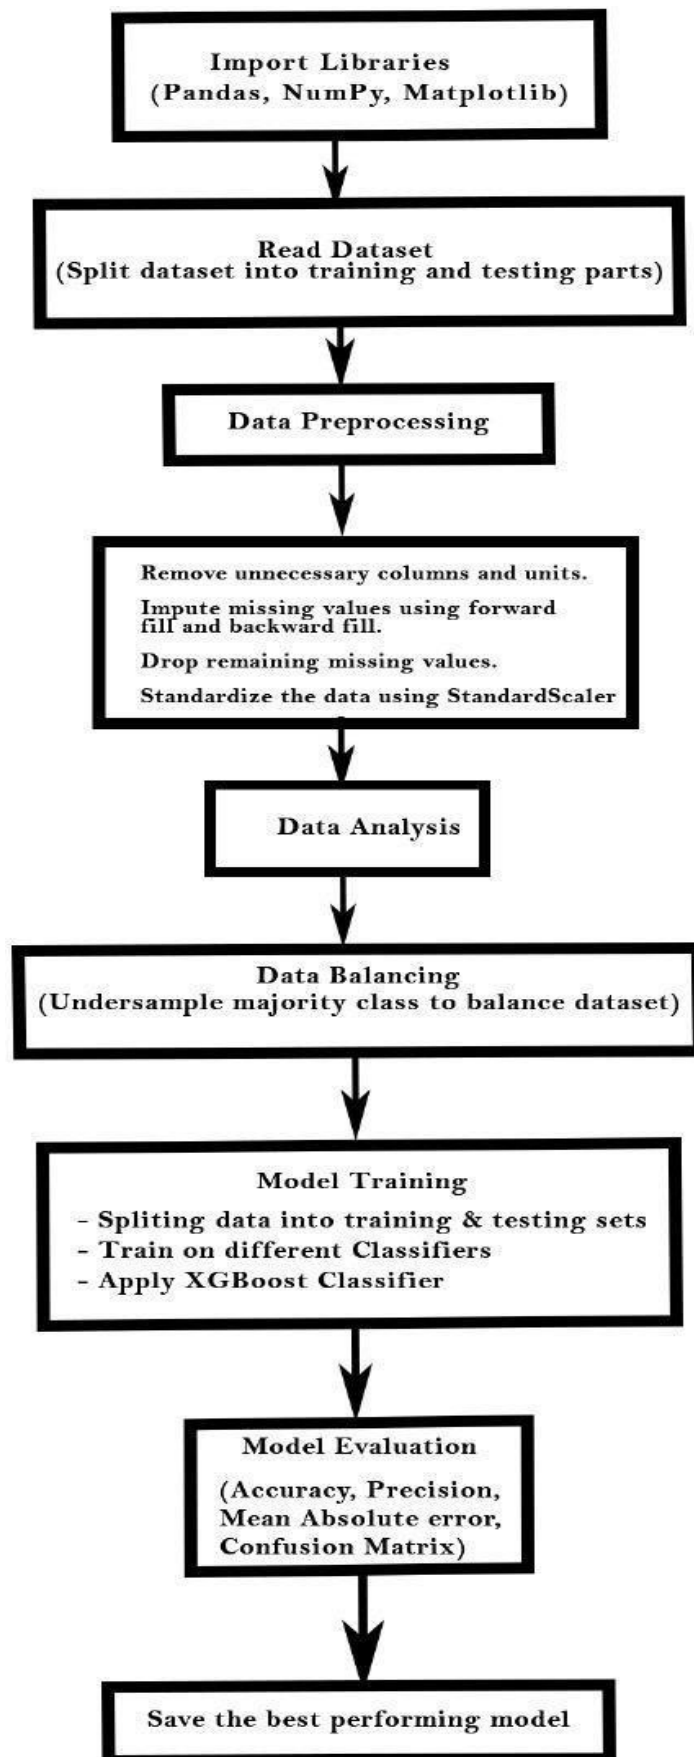 Import Libraries
(Pandas, NumPy, Matplotlib)
Read Dataset
(Split dataset into training and testing parts)
Data Preprocessing
Remove unnecessary columns and units.
Impute missing values using forward
fill and backward fill.
Drop remaining missing values.
Standardize the data using StandardScaler
Data Analysis
Data Balancing
(Undersample majority class to balance dataset)
Model Training
- Spliting data into training & testing sets
- Train on different Classifiers
- Apply XGBoost Classifier
Model Evaluation
(Accuracy, Precision,
Mean Absolute error,
Confusion Matrix)
Save the best performing model